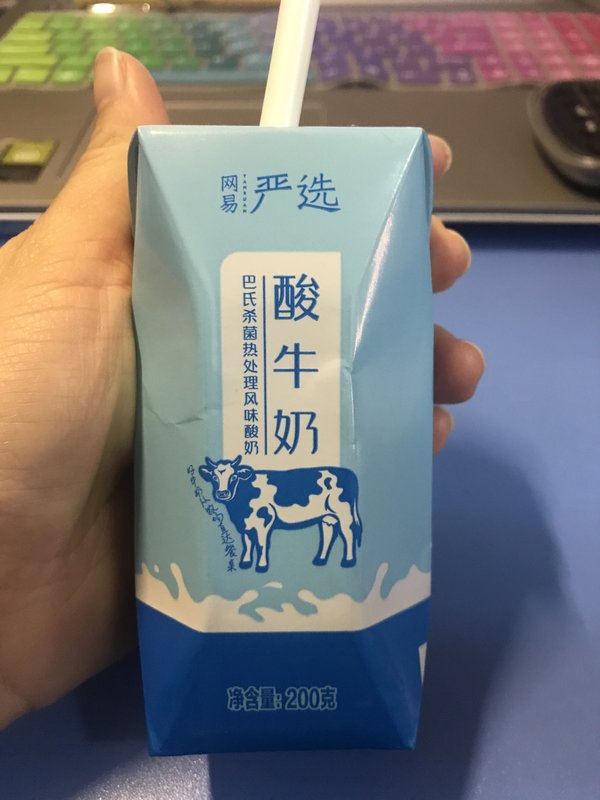 网易
YANXUAN
严选
酸牛奶
巴氏杀菌热处理风味酸奶
净含量:200克